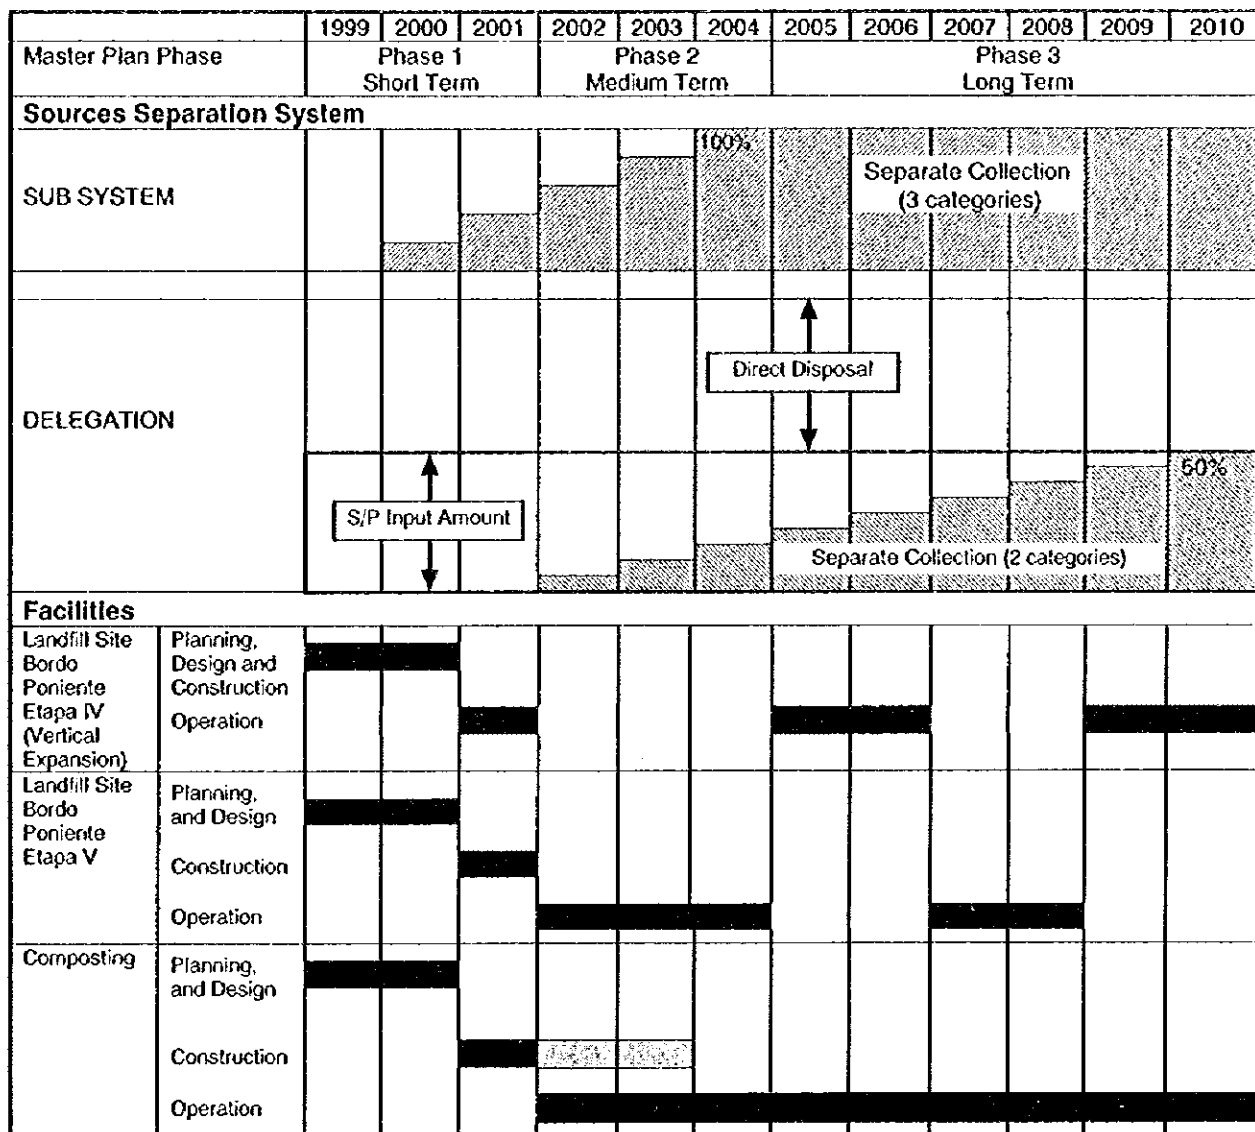 1999 2000 2001 2002 2003 2004 2005 2006 2007 2008 2009 2010
Master Plan Phase Phase 1 Phase 2 Phase 3
Short Term Medium Term Long Term
Sources Separation System
100%
SUB SYSTEM
Separate Collection
(3 categories)
Direct Disposal
DELEGATION
50%
S/P Input Amount
Separate Collection (2 categories)
Facilities
Landfill Site
Bordo
Poniente
Etapa IV
(Vertical
Expansion)
Planning,
Design and
Construction
Operation
Landfill Site
Bordo
Poniente
Etapa V
Planning,
and Design
Construction
Operation
Composting
Planning,
and Design
Construction
Operation